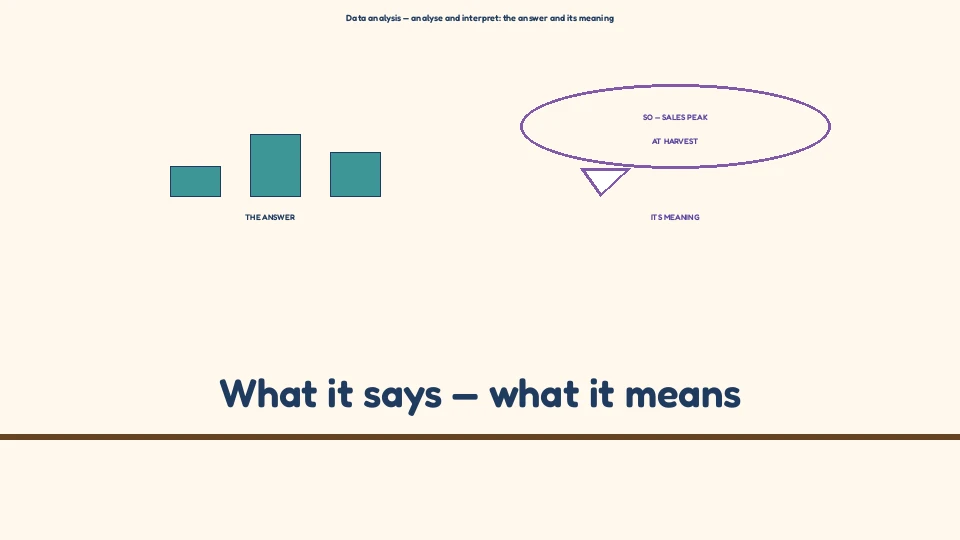 Data analysis — analyse and interpret: the answer and its meaning
SO — SALES PEAK
AT HARVEST
THE ANSWER
ITS MEANING
What it says — what it means